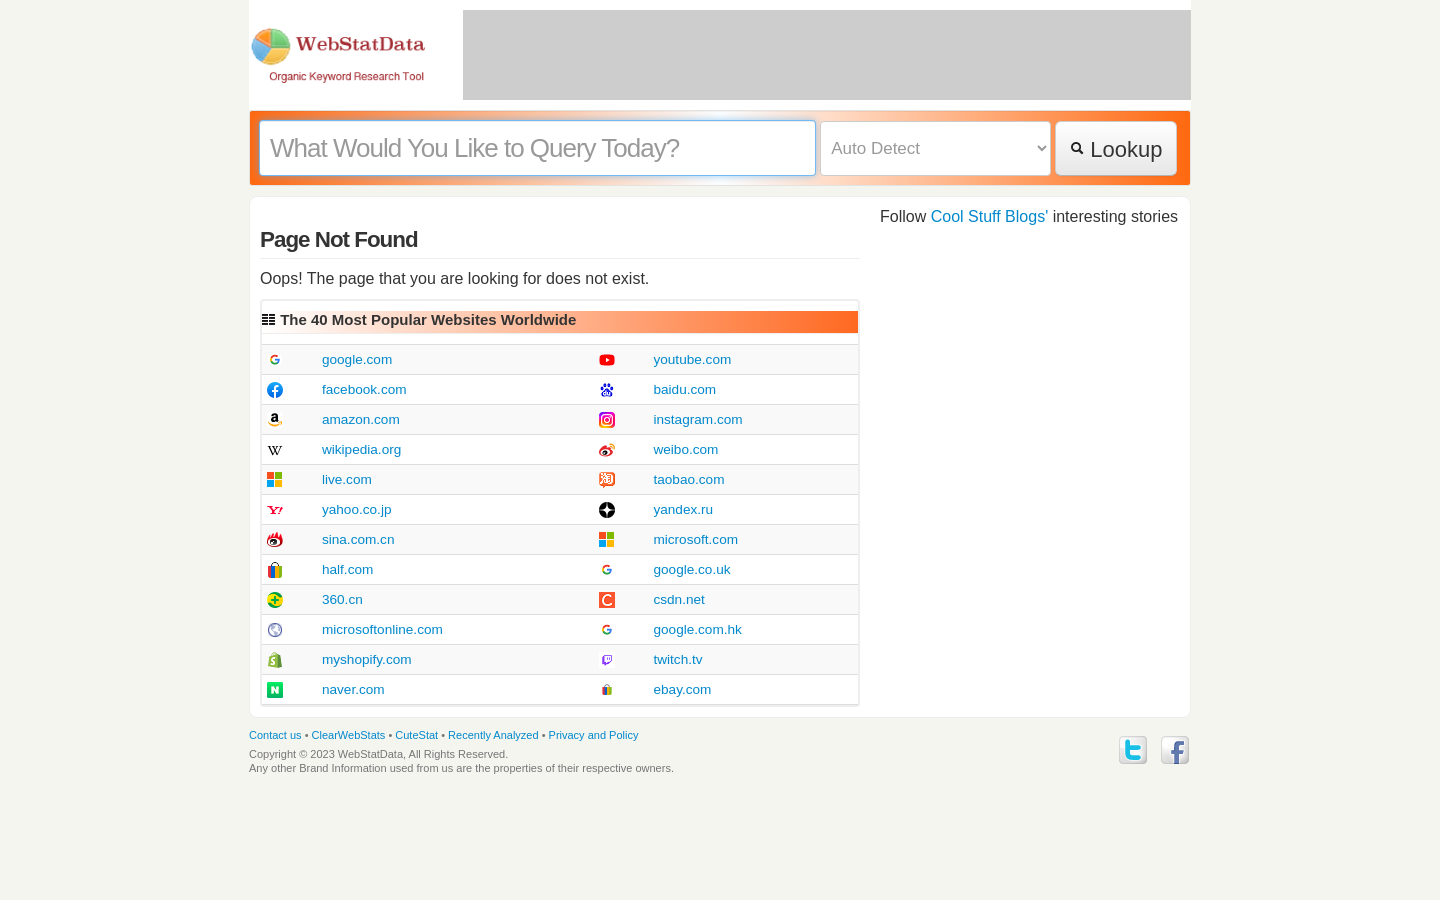 WebStatData
Organic Keyword Research Tool
What Would You Like to Query Today?
Auto Detect
Lookup
Follow Cool Stuff Blogs' interesting stories
Page Not Found
Oops! The page that you are looking for does not exist.
The 40 Most Popular Websites Worldwide
google.com youtube.com
facebook.com baidu.com
amazon.com instagram.com
wikipedia.org weibo.com
live.com taobao.com
yahoo.co.jp yandex.ru
sina.com.cn microsoft.com
half.com google.co.uk
360.cn csdn.net
microsoftonline.com google.com.hk
myshopify.com twitch.tv
naver.com ebay.com
Contact us • ClearWebStats • CuteStat • Recently Analyzed • Privacy and Policy
Copyright © 2023 WebStatData, All Rights Reserved.
Any other Brand Information used from us are the properties of their respective owners.